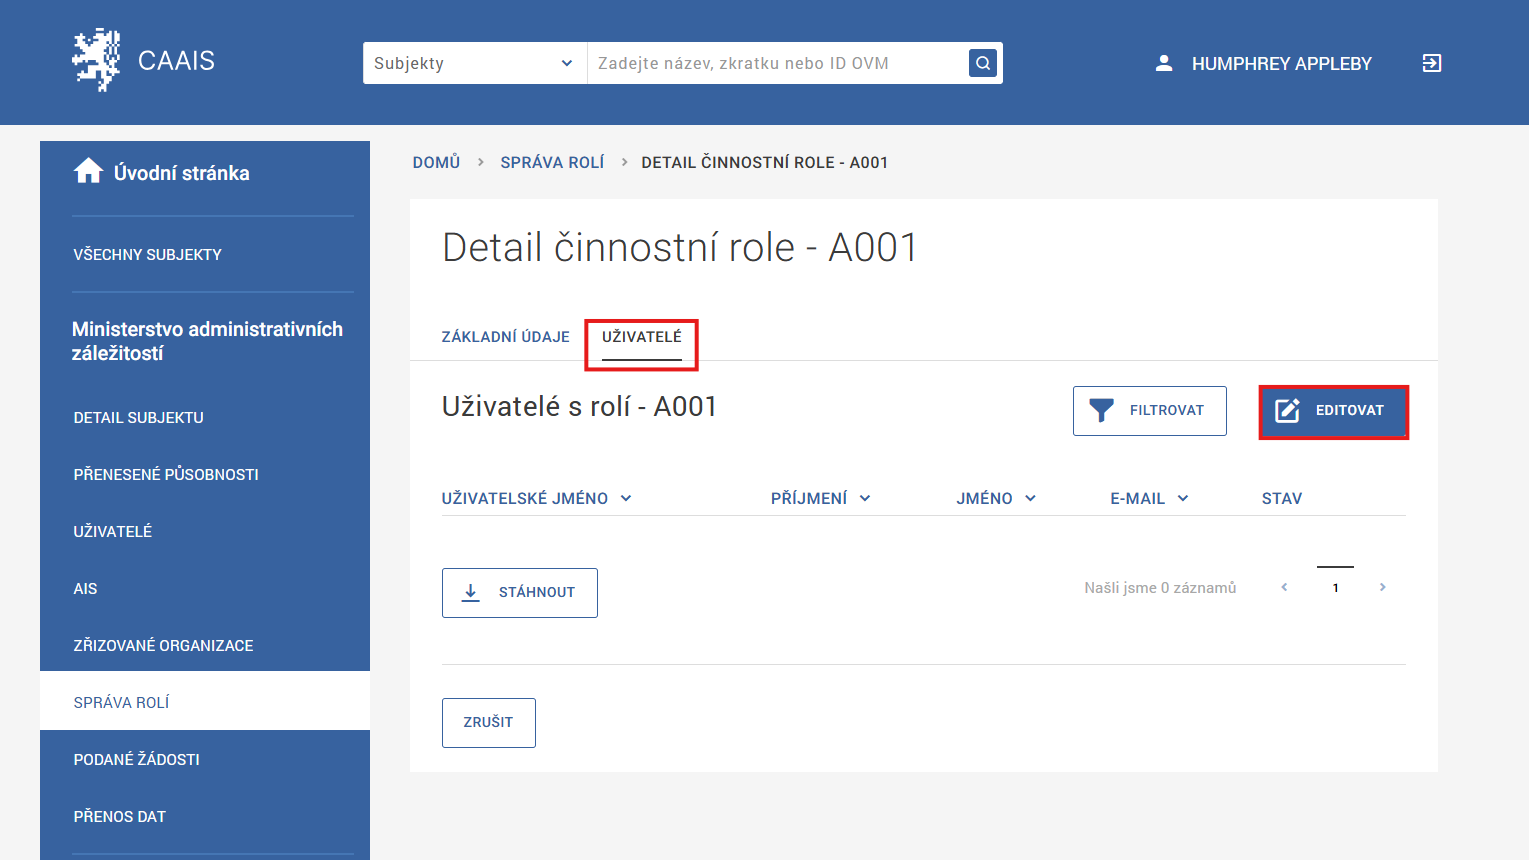 CAAIS
Subjekty
Zadejte název, zkratku nebo ID OVM
HUMPHREY APPLEBY
Úvodní stránka
VŠECHNY SUBJEKTY
Ministerstvo administrativních
záležitostí
DETAIL SUBJEKTU
PŘENESENÉ PŮSOBNOSTI
UŽIVATELÉ
AIS
ZŘIZOVANÉ ORGANIZACE
SPRÁVA ROLÍ
PODANÉ ŽÁDOSTI
PŘENOS DAT
DOMŮ > SPRÁVA ROLÍ > DETAIL ČINNOSTNÍ ROLE - A001
Detail činnostní role - A001
ZÁKLADNÍ ÚDAJE UŽIVATELÉ
Uživatelé s rolí - A001
FILTROVAT
EDITOVAT
UŽIVATELSKÉ JMÉNO PŘÍJMENÍ JMÉNO E-MAIL STAV
STÁHNOUT
Našli jsme 0 záznamů
‹ 1 ›
ZRUŠIT